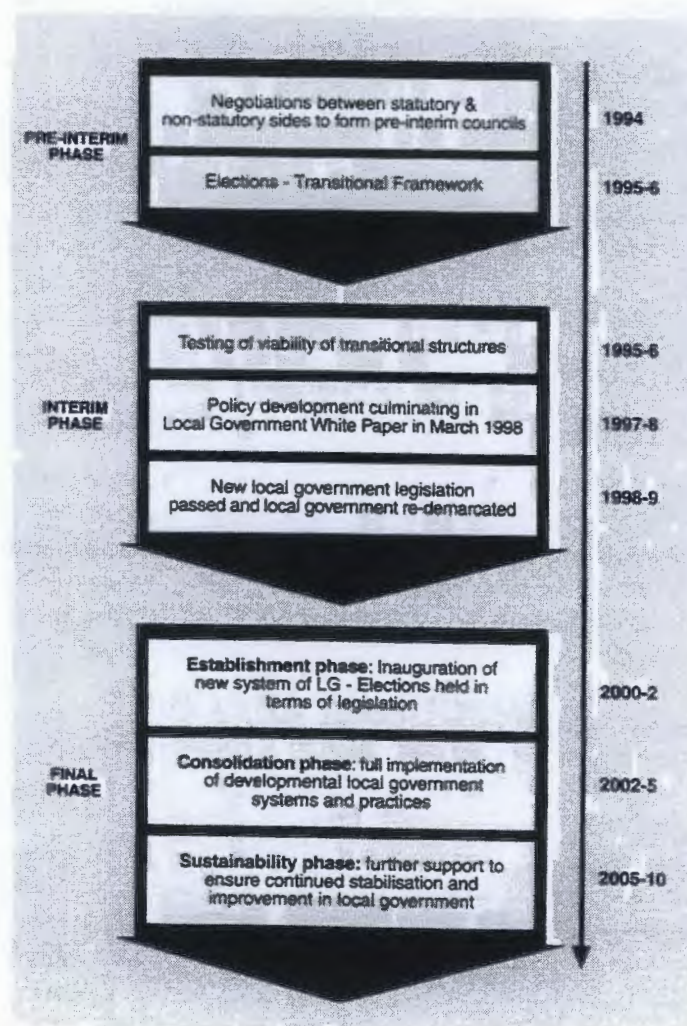 PRE-INTERIM
PHASE
Negotiations between statutory &
non-statutory sides to form pre-interim councils
1994
Elections - Transitional Framework
1995-6
INTERIM
PHASE
Testing of viability of transitional structures
1995-6
Policy development culminating in
Local Government White Paper in March 1998
1997-8
New local government legislation
passed and local government re-demarcated
1998-9
FINAL
PHASE
Establishment phase: Inauguration of
new system of LG - Elections held in
terms of legislation
2000-2
Consolidation phase: full implementation
of developmental local government
systems and practices
2002-5
Sustainability phase: further support to
ensure continued stabilisation and
improvement in local government
2005-10